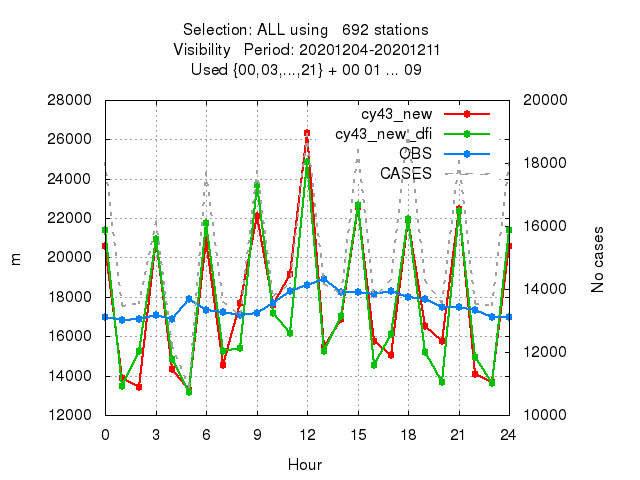 Selection: ALL using   692 stations
Visibility   Period: 20201204-20201211
Used {00,03,...,21} + 00 01 ... 09
28000
26000
24000
22000
20000
18000
16000
14000
12000
20000
18000
16000
14000
12000
10000
cy43_new
cy43_new_dfi
OBS
CASES
m
No cases
0 3 6 9 12 15 18 21 24
Hour